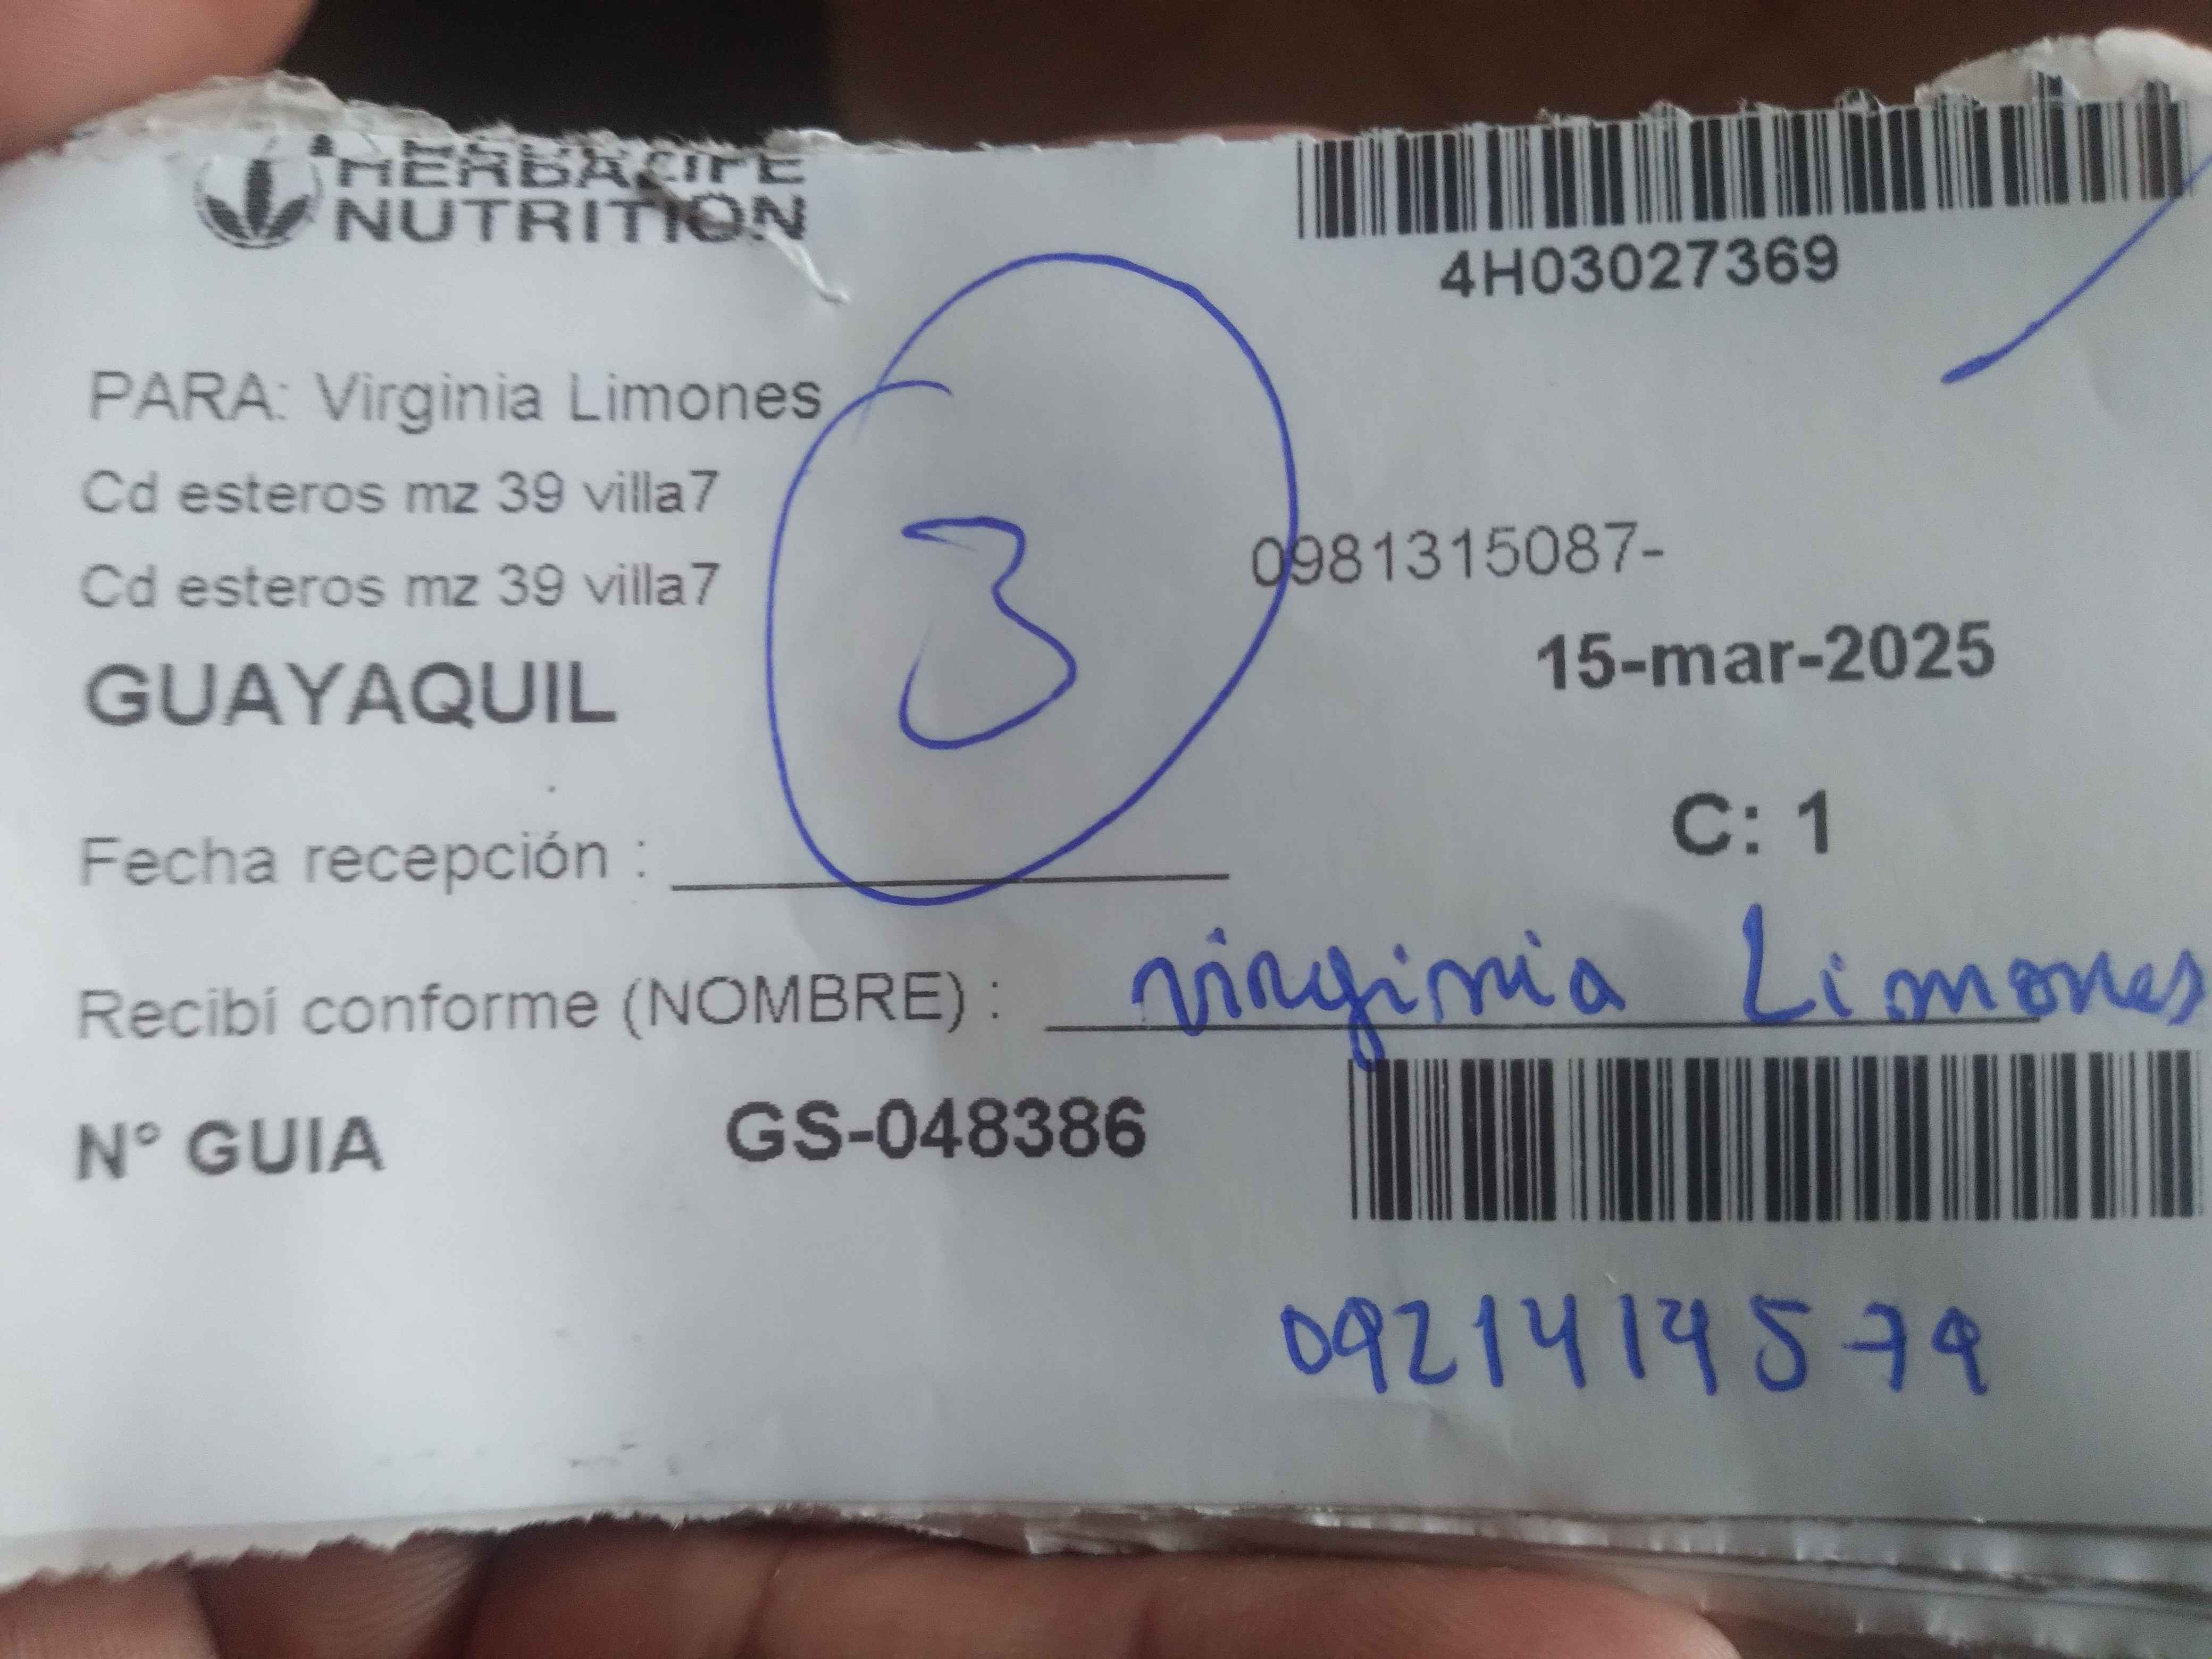 HERBALIFE
NUTRITION
4H03027369
PARA: Virginia Limones
Cd esteros mz 39 villa7
Cd esteros mz 39 villa7
0981315087-
GUAYAQUIL
15-mar-2025
3
C: 1
Fecha recepción :
Recibí conforme (NOMBRE) : virginia Limones
N° GUIA GS-048386
0921414579